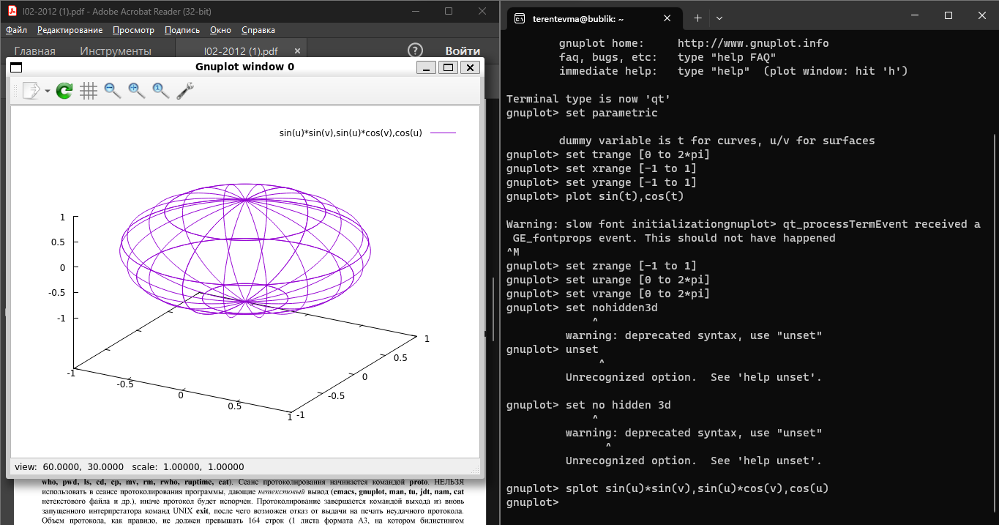 l02-2012 (1).pdf - Adobe Acrobat Reader (32-bit)
Файл Редактирование Просмотр Подпись Окно Справка
Главная Инструменты l02-2012 (1).pdf × ? Войти
Gnuplot window 0
sin(u)*sin(v),sin(u)*cos(v),cos(u)
1
0.5
0
-0.5
-1
-1
-0.5
0
0.5
1
-1
-0.5
0
0.5
1
view: 60.0000, 30.0000 scale: 1.00000, 1.00000
who, pwd, ls, cd, cp, mv, rm, rwho, ruptime, cat). Сеанс протоколирования начинается командой proto. НЕЛЬЗЯ
использовать в сеансе протоколирования программы, дающие нетекстовый вывод (emacs, gnuplot, man, tu, jdt, nam, cat
нетекстового файла и др.), иначе протокол будет испорчен. Протоколирование завершается командой выхода из вновь
запущенного интерпретатора команд UNIX exit, после чего возможен отказ от выдачи на печать неудачного протокола.
Объем протокола, как правило, не должен превышать 164 строк (1 листа формата А3, на котором билистингом
terentevma@bublik: ~
gnuplot home: http://www.gnuplot.info
faq, bugs, etc: type "help FAQ"
immediate help: type "help" (plot window: hit 'h')
Terminal type is now 'qt'
gnuplot> set parametric
dummy variable is t for curves, u/v for surfaces
gnuplot> set trange [0 to 2*pi]
gnuplot> set xrange [-1 to 1]
gnuplot> set yrange [-1 to 1]
gnuplot> plot sin(t),cos(t)
Warning: slow font initializationgnuplot> qt_processTermEvent received a
GE_fontprops event. This should not have happened
^M
gnuplot> set zrange [-1 to 1]
gnuplot> set urange [0 to 2*pi]
gnuplot> set vrange [0 to 2*pi]
gnuplot> set nohidden3d
^
warning: deprecated syntax, use "unset"
gnuplot> unset
^
Unrecognized option. See 'help unset'.
gnuplot> set no hidden 3d
^
warning: deprecated syntax, use "unset"
^
Unrecognized option. See 'help unset'.
gnuplot> splot sin(u)*sin(v),sin(u)*cos(v),cos(u)
gnuplot>